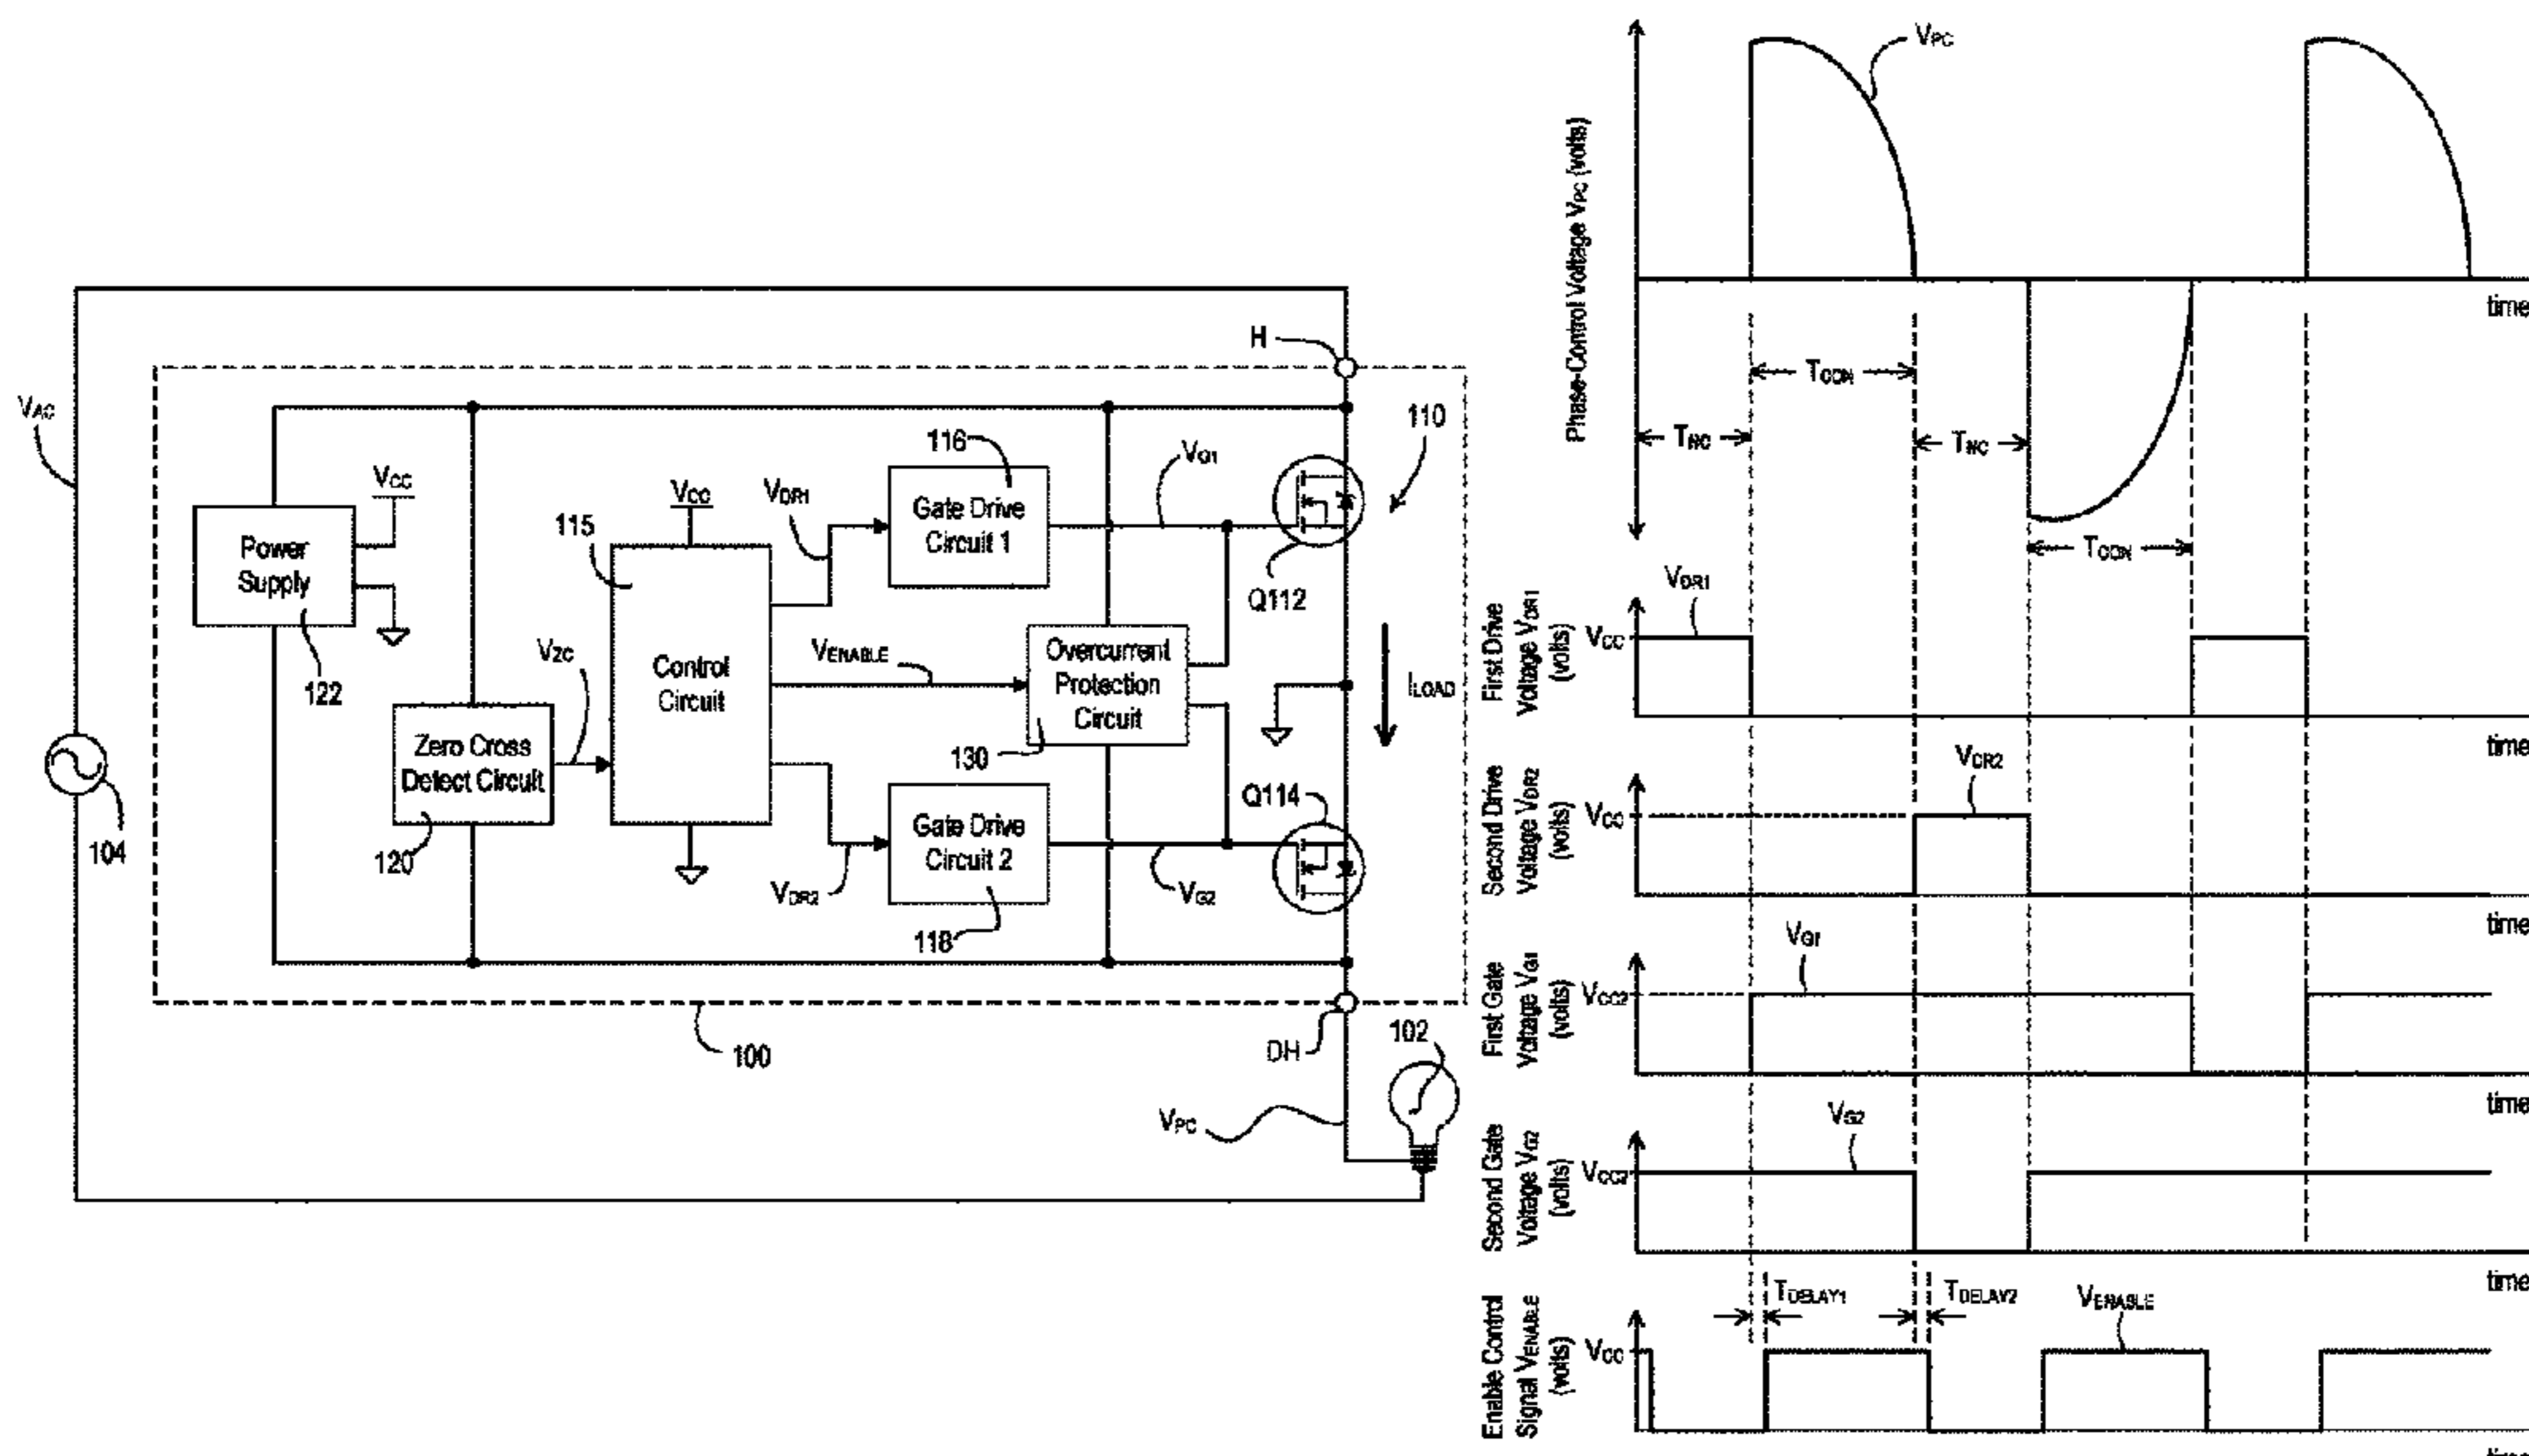 H
VAC
110
116
VG1
Gate Drive
Circuit 1
VCC
VCC
VDR1
115
Power
Supply
Q112
122
VZC
Control
Circuit
VENABLE
Overcurrent
Protection
Circuit
ILOAD
Zero Cross
Detect Circuit
130
Q114
104
120
Gate Drive
Circuit 2
VDR2
118
VG2
100
DH
102
VPC
Phase-Control Voltage VPC (volts)
VPC
time
TCON
TNC
TNC
TCON
First Drive
Voltage VDR1
(volts)
VCC
VDR1
time
Second Drive
Voltage VDR2
(volts)
VCC
VDR2
time
First Gate
Voltage VG1
(volts)
VCC2
VG1
time
Second Gate
Voltage VG2
(volts)
VCC2
VG2
time
Enable Control
Signal VENABLE
(volts)
VCC
TDELAY1
TDELAY2
VENABLE